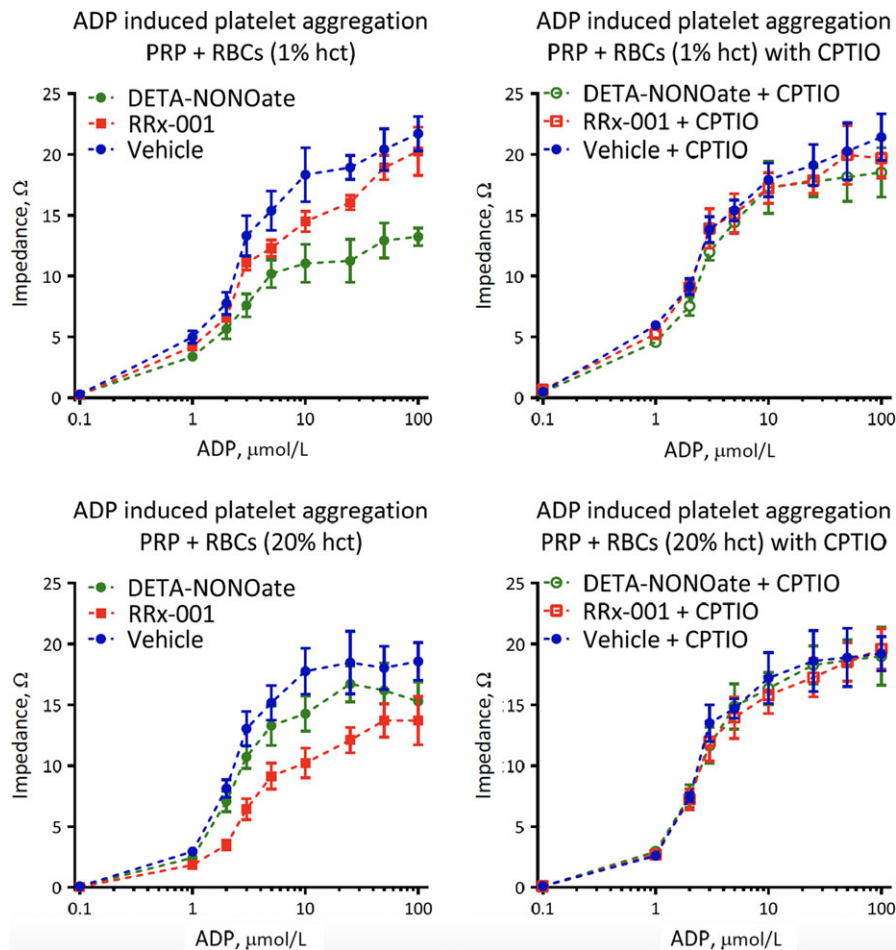 ADP induced platelet aggregation
PRP + RBCs (1% hct)
DETA-NONOate
RRx-001
Vehicle
25
20
15
10
5
0
Impedance, Ω
0.1
1
10
100
ADP, μmol/L
ADP induced platelet aggregation
PRP + RBCs (1% hct) with CPTIO
DETA-NONOate + CPTIO
RRx-001 + CPTIO
Vehicle + CPTIO
25
20
15
10
5
0
Impedance, Ω
0.1
1
10
100
ADP, μmol/L
ADP induced platelet aggregation
PRP + RBCs (20% hct)
DETA-NONOate
RRx-001
Vehicle
25
20
15
10
5
0
Impedance, Ω
0.1
1
10
100
ADP, μmol/L
ADP induced platelet aggregation
PRP + RBCs (20% hct) with CPTIO
DETA-NONOate + CPTIO
RRx-001 + CPTIO
Vehicle + CPTIO
25
20
15
10
5
0
Impedance, Ω
0.1
1
10
100
ADP, μmol/L